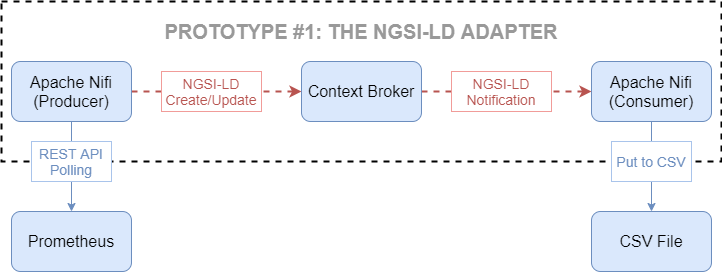 PROTOTYPE #1: THE NGSI-LD ADAPTER
Apache Nifi
(Producer)
NGSI-LD
Create/Update
Context Broker
NGSI-LD
Notification
Apache Nifi
(Consumer)
REST API
Polling
Put to CSV
Prometheus
CSV File